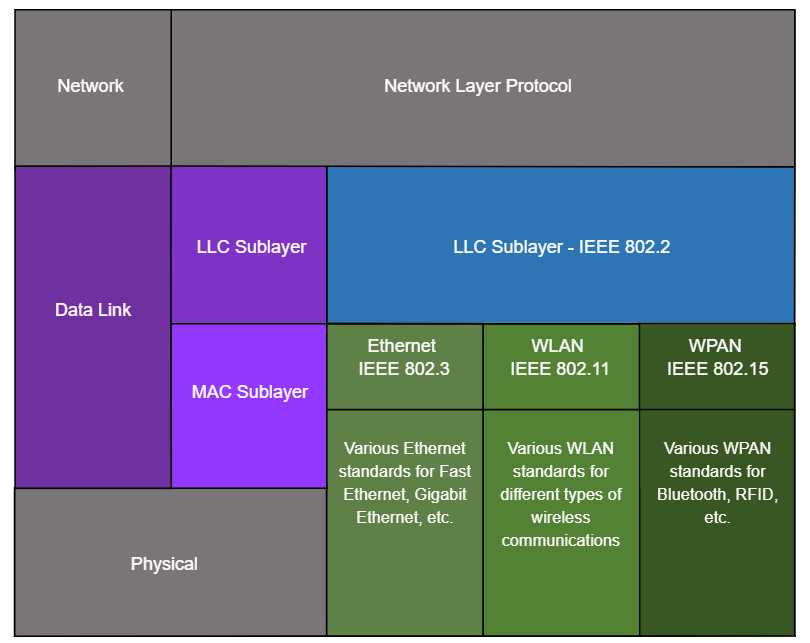 Network
Network Layer Protocol
Data Link
LLC Sublayer
LLC Sublayer - IEEE 802.2
MAC Sublayer
Ethernet
IEEE 802.3
WLAN
IEEE 802.11
WPAN
IEEE 802.15
Various Ethernet
standards for Fast
Ethernet, Gigabit
Ethernet, etc.
Various WLAN
standards for
different types of
wireless
communications
Various WPAN
standards for
Bluetooth, RFID,
etc.
Physical